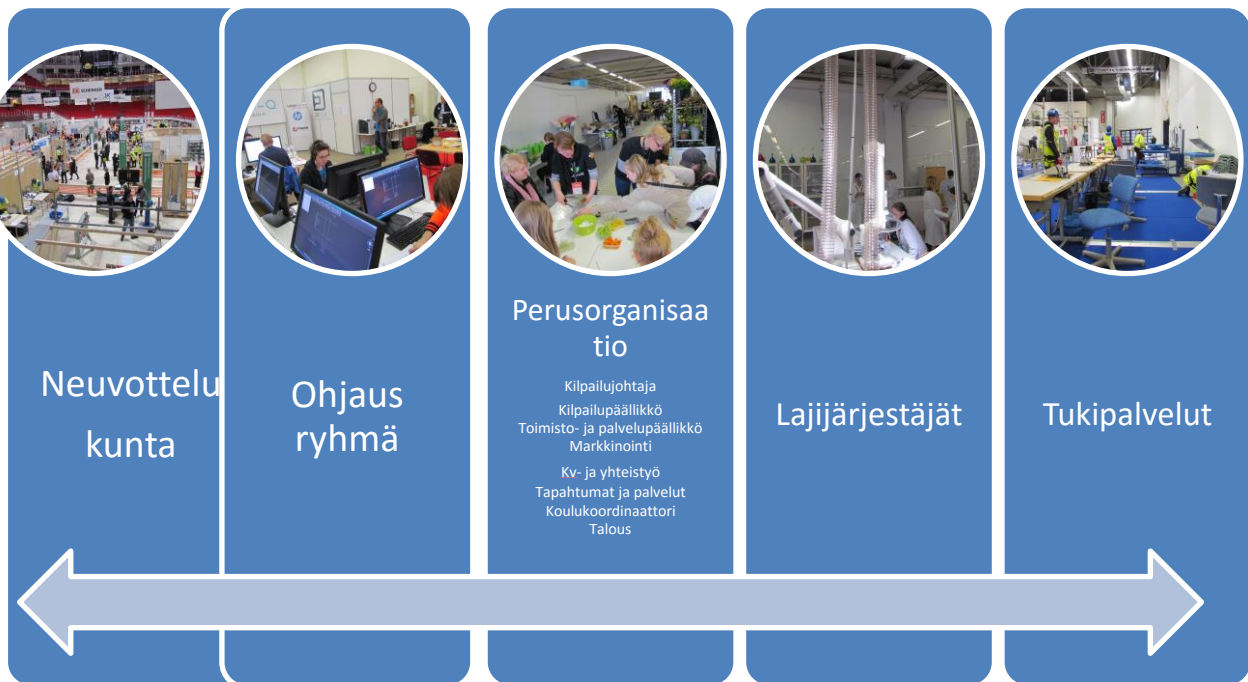 Neuvottelu
kunta
Ohjaus
ryhmä
Perusorganisaa
tio
Kilpailujohtaja
Kilpailupäällikkö
Toimisto- ja palvelupäällikkö
Markkinointi
Kv- ja yhteistyö
Tapahtumat ja palvelut
Koulukoordinaattori
Talous
Lajijärjestäjät
Tukipalvelut